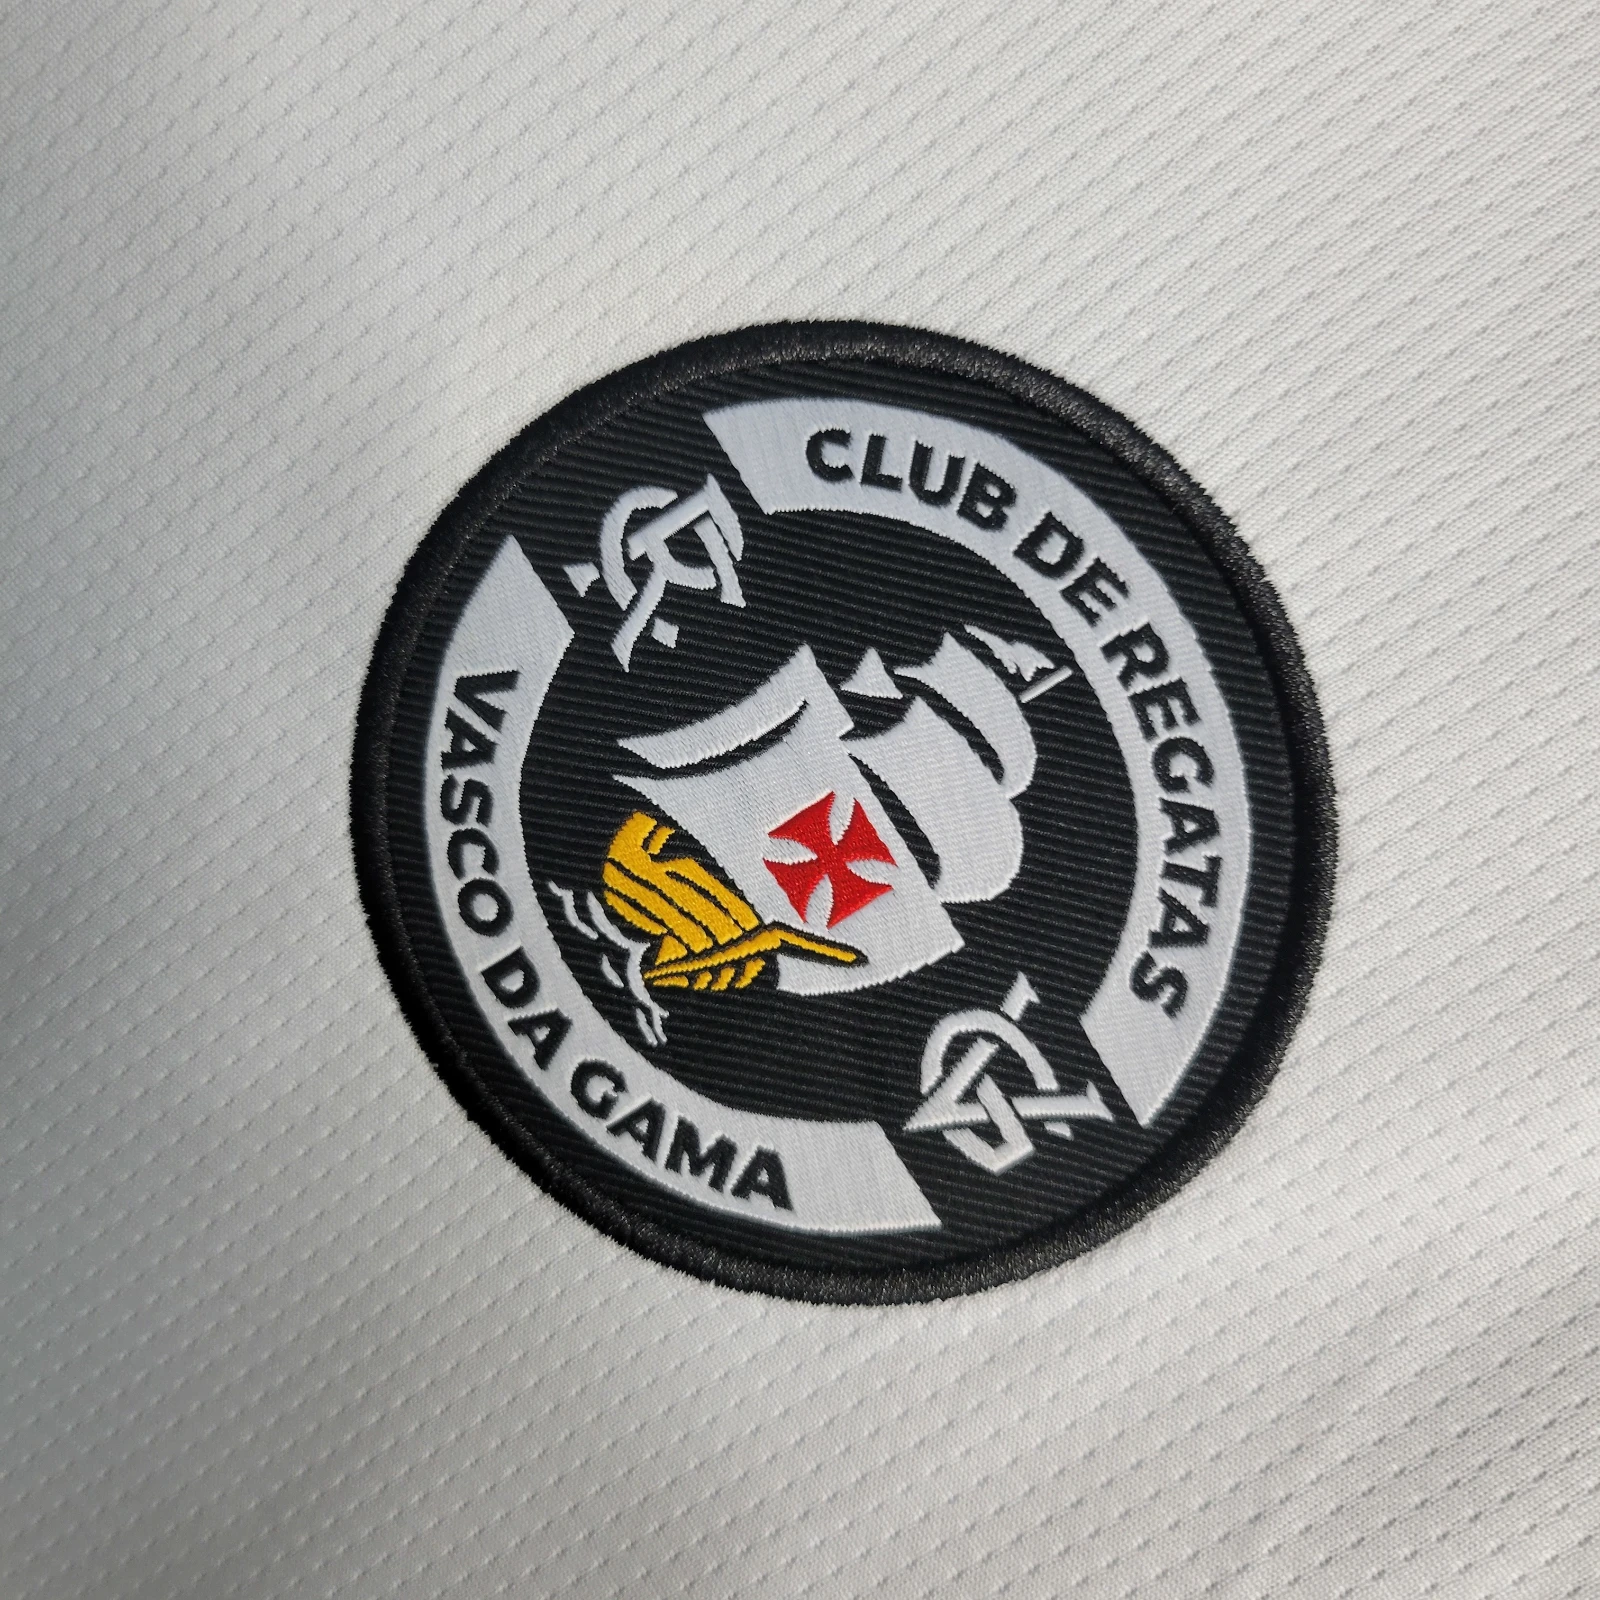 CLUB DE REGATAS
VASCO DA GAMA